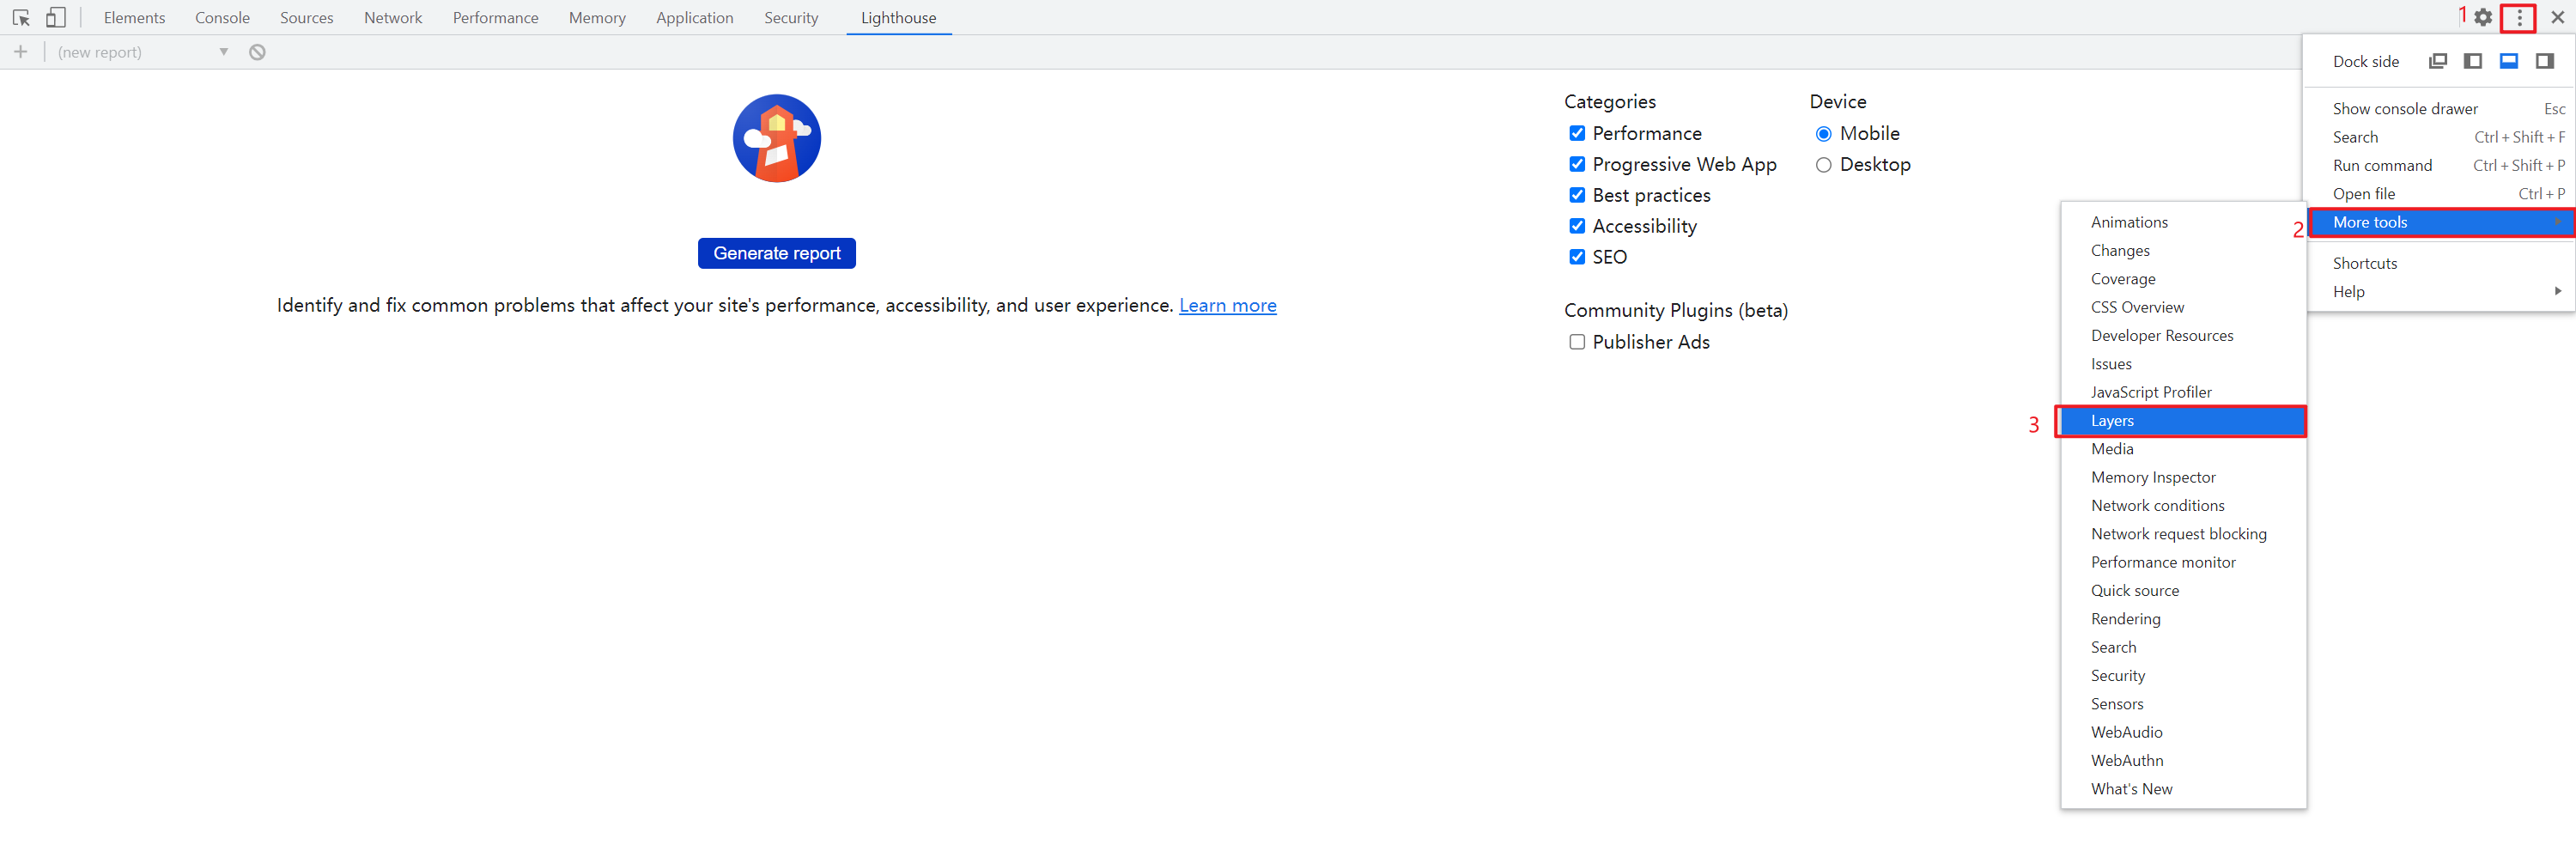 Elements Console Sources Network Performance Memory Application Security Lighthouse 1
(new report)
Generate report
Identify and fix common problems that affect your site's performance, accessibility, and user experience. Learn more
Categories
Performance
Progressive Web App
Best practices
Accessibility
SEO
Community Plugins (beta)
Publisher Ads
Device
Mobile
Desktop
Dock side
Show console drawer Esc
Search Ctrl + Shift + F
Run command Ctrl + Shift + P
Open file Ctrl + P
2 More tools
Shortcuts
Help
Animations
Changes
Coverage
CSS Overview
Developer Resources
Issues
JavaScript Profiler
3 Layers
Media
Memory Inspector
Network conditions
Network request blocking
Performance monitor
Quick source
Rendering
Search
Security
Sensors
WebAudio
WebAuthn
What's New